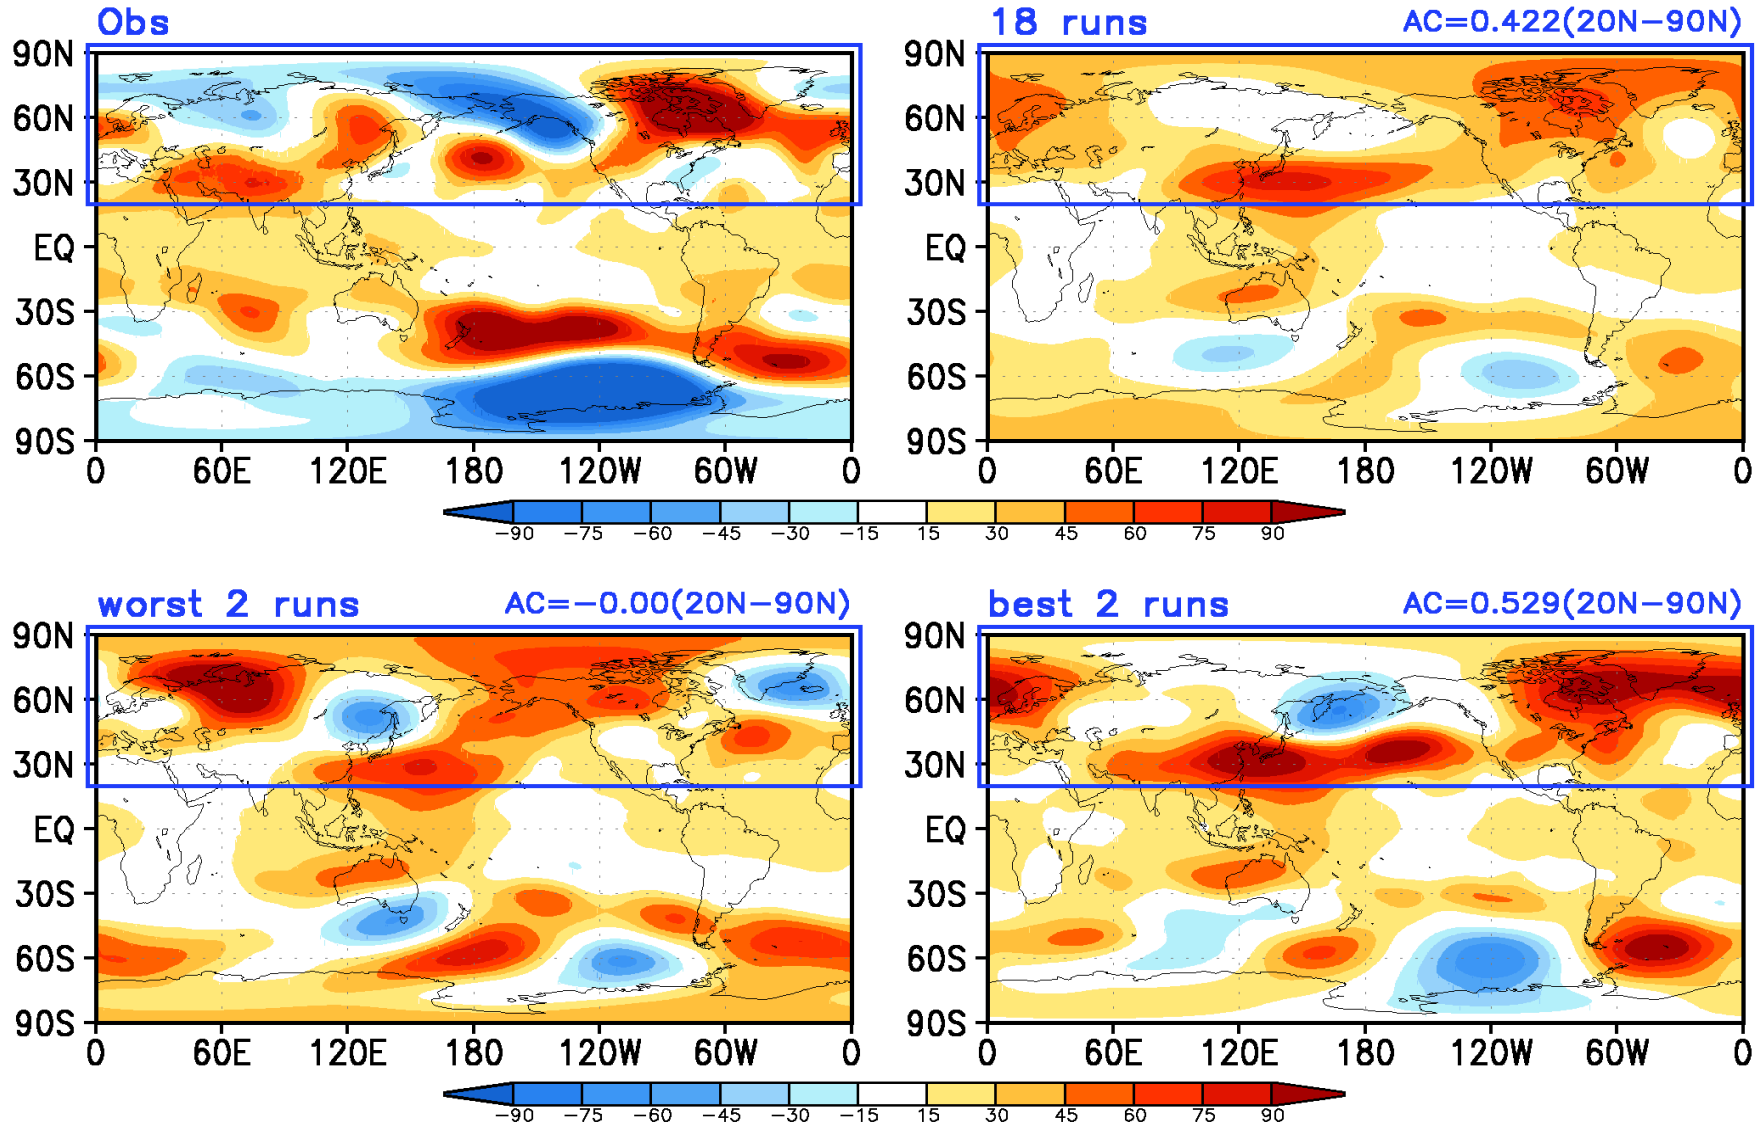 Obs
18 runs AC=0.422(20N−90N)
90N 90N
60N 60N
30N 30N
EQ EQ
30S 30S
60S 60S
90S 90S
0 60E 120E 180 120W 60W 0 0 60E 120E 180 120W 60W 0
−90 −75 −60 −45 −30 −15 15 30 45 60 75 90
worst 2 runs AC=−0.00(20N−90N)
best 2 runs AC=0.529(20N−90N)
90N 90N
60N 60N
30N 30N
EQ EQ
30S 30S
60S 60S
90S 90S
0 60E 120E 180 120W 60W 0 0 60E 120E 180 120W 60W 0
−90 −75 −60 −45 −30 −15 15 30 45 60 75 90